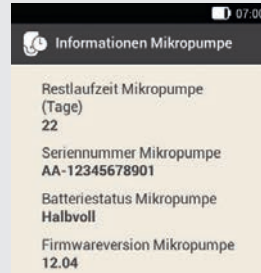 07:00
Informationen Mikropumpe
Restlaufzeit Mikropumpe
(Tage)
22
Seriennummer Mikropumpe
AA-12345678901
Batteriestatus Mikropumpe
Halbvoll
Firmwareversion Mikropumpe
12.04